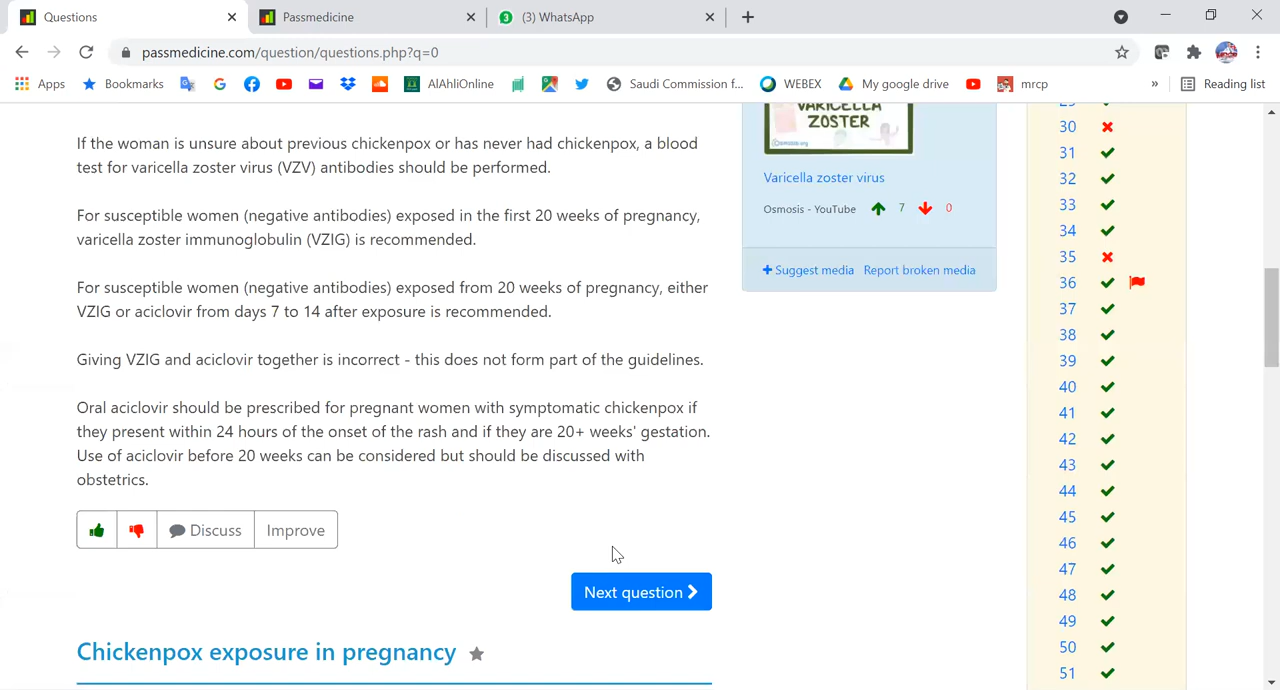 Questions
Passmedicine
(3) WhatsApp
passmedicine.com/question/questions.php?q=0
Apps
Bookmarks
AlAhliOnline
Saudi Commission f...
WEBEX
My google drive
mrcp
»
Reading list
If the woman is unsure about previous chickenpox or has never had chickenpox, a blood
test for varicella zoster virus (VZV) antibodies should be performed.
For susceptible women (negative antibodies) exposed in the first 20 weeks of pregnancy,
varicella zoster immunoglobulin (VZIG) is recommended.
For susceptible women (negative antibodies) exposed from 20 weeks of pregnancy, either
VZIG or aciclovir from days 7 to 14 after exposure is recommended.
Giving VZIG and aciclovir together is incorrect - this does not form part of the guidelines.
Oral aciclovir should be prescribed for pregnant women with symptomatic chickenpox if
they present within 24 hours of the onset of the rash and if they are 20+ weeks' gestation.
Use of aciclovir before 20 weeks can be considered but should be discussed with
obstetrics.
Discuss
Improve
Next question
Chickenpox exposure in pregnancy
VARICELLA
ZOSTER
Varicella zoster virus
Osmosis - YouTube 7 0
+ Suggest media Report broken media
29
30
31
32
33
34
35
36
37
38
39
40
41
42
43
44
45
46
47
48
49
50
51